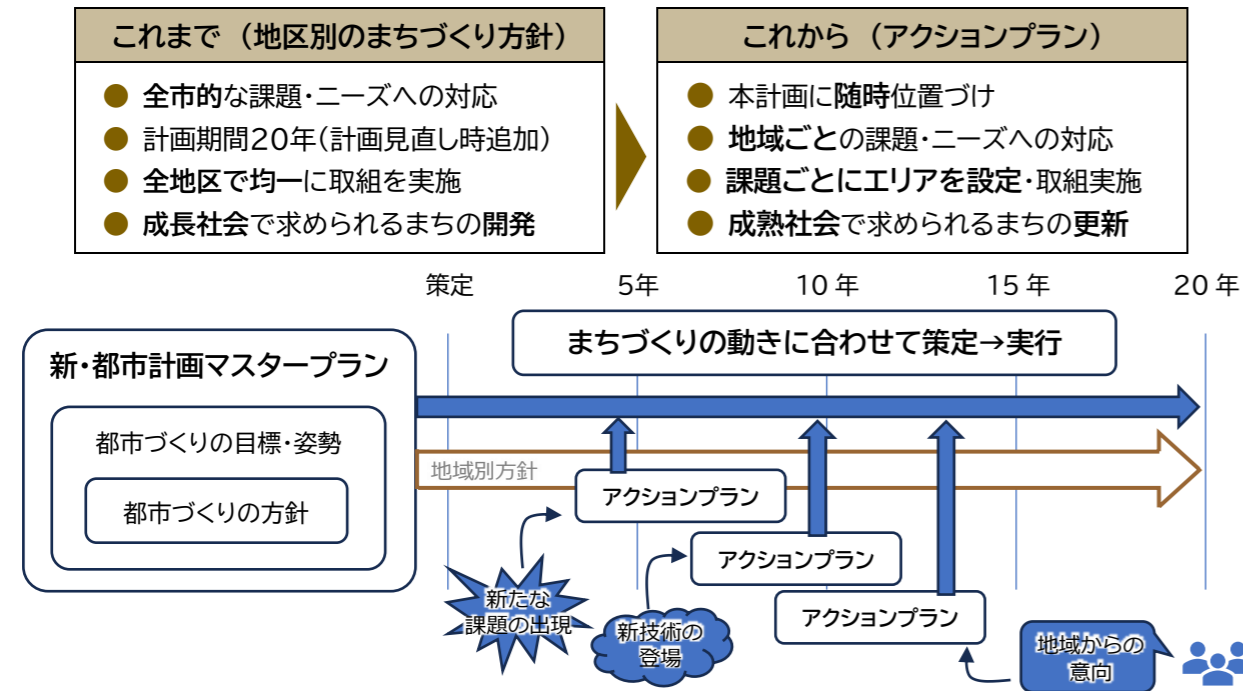 これまで （地区別のまちづくり方針）
● 全市的な課題・ニーズへの対応
● 計画期間20年（計画見直し時追加）
● 全地区で均一に取組を実施
● 成長社会で求められるまちの開発
これから （アクションプラン）
● 本計画に随時位置づけ
● 地域ごとの課題・ニーズへの対応
● 課題ごとにエリアを設定・取組実施
● 成熟社会で求められるまちの更新
策定
5年
10年
15年
20年
まちづくりの動きに合わせて策定→実行
新・都市計画マスタープラン
都市づくりの目標・姿勢
都市づくりの方針
地域別方針
アクションプラン
アクションプラン
アクションプラン
新たな
課題の出現
新技術の
登場
地域からの
意向